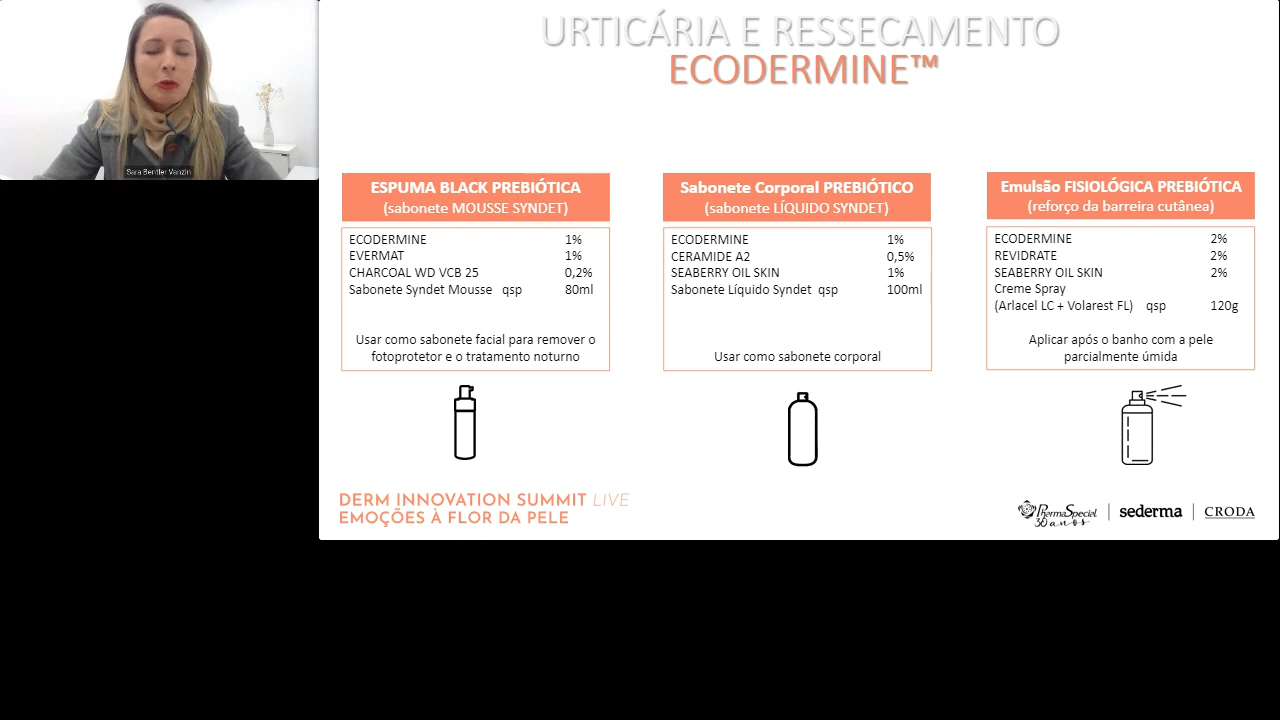 Sara Bentler Vanzin
URTICÁRIA E RESSECAMENTO
ECODERMINE™
ESPUMA BLACK PREBIÓTICA
(sabonete MOUSSE SYNDET)
ECODERMINE 1%
EVERMAT 1%
CHARCOAL WD VCB 25 0,2%
Sabonete Syndet Mousse qsp 80ml
Usar como sabonete facial para remover o
fotoprotetor e o tratamento noturno
Sabonete Corporal PREBIÓTICO
(sabonete LÍQUIDO SYNDET)
ECODERMINE 1%
CERAMIDE A2 0,5%
SEABERRY OIL SKIN 1%
Sabonete Líquido Syndet qsp 100ml
Usar como sabonete corporal
Emulsão FISIOLÓGICA PREBIÓTICA
(reforço da barreira cutânea)
ECODERMINE 2%
REVIDRATE 2%
SEABERRY OIL SKIN 2%
Creme Spray
(Arlacel LC + Volarest FL) qsp 120g
Aplicar após o banho com a pele
parcialmente úmida
DERM INNOVATION SUMMIT LIVE
EMOÇÕES À FLOR DA PELE
PharmaSpecial
30 anos
sederma
CRODA